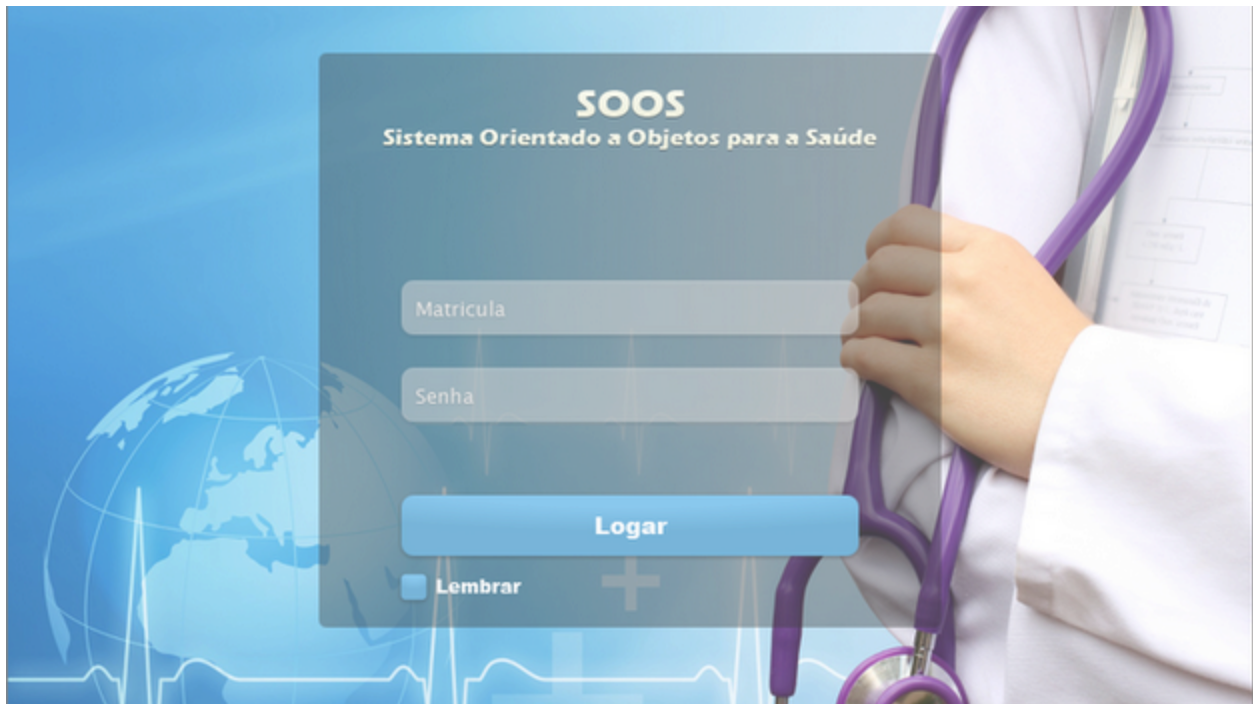 SOOS
Sistema Orientado a Objetos para a Saúde
Matricula
Senha
Logar
Lembrar